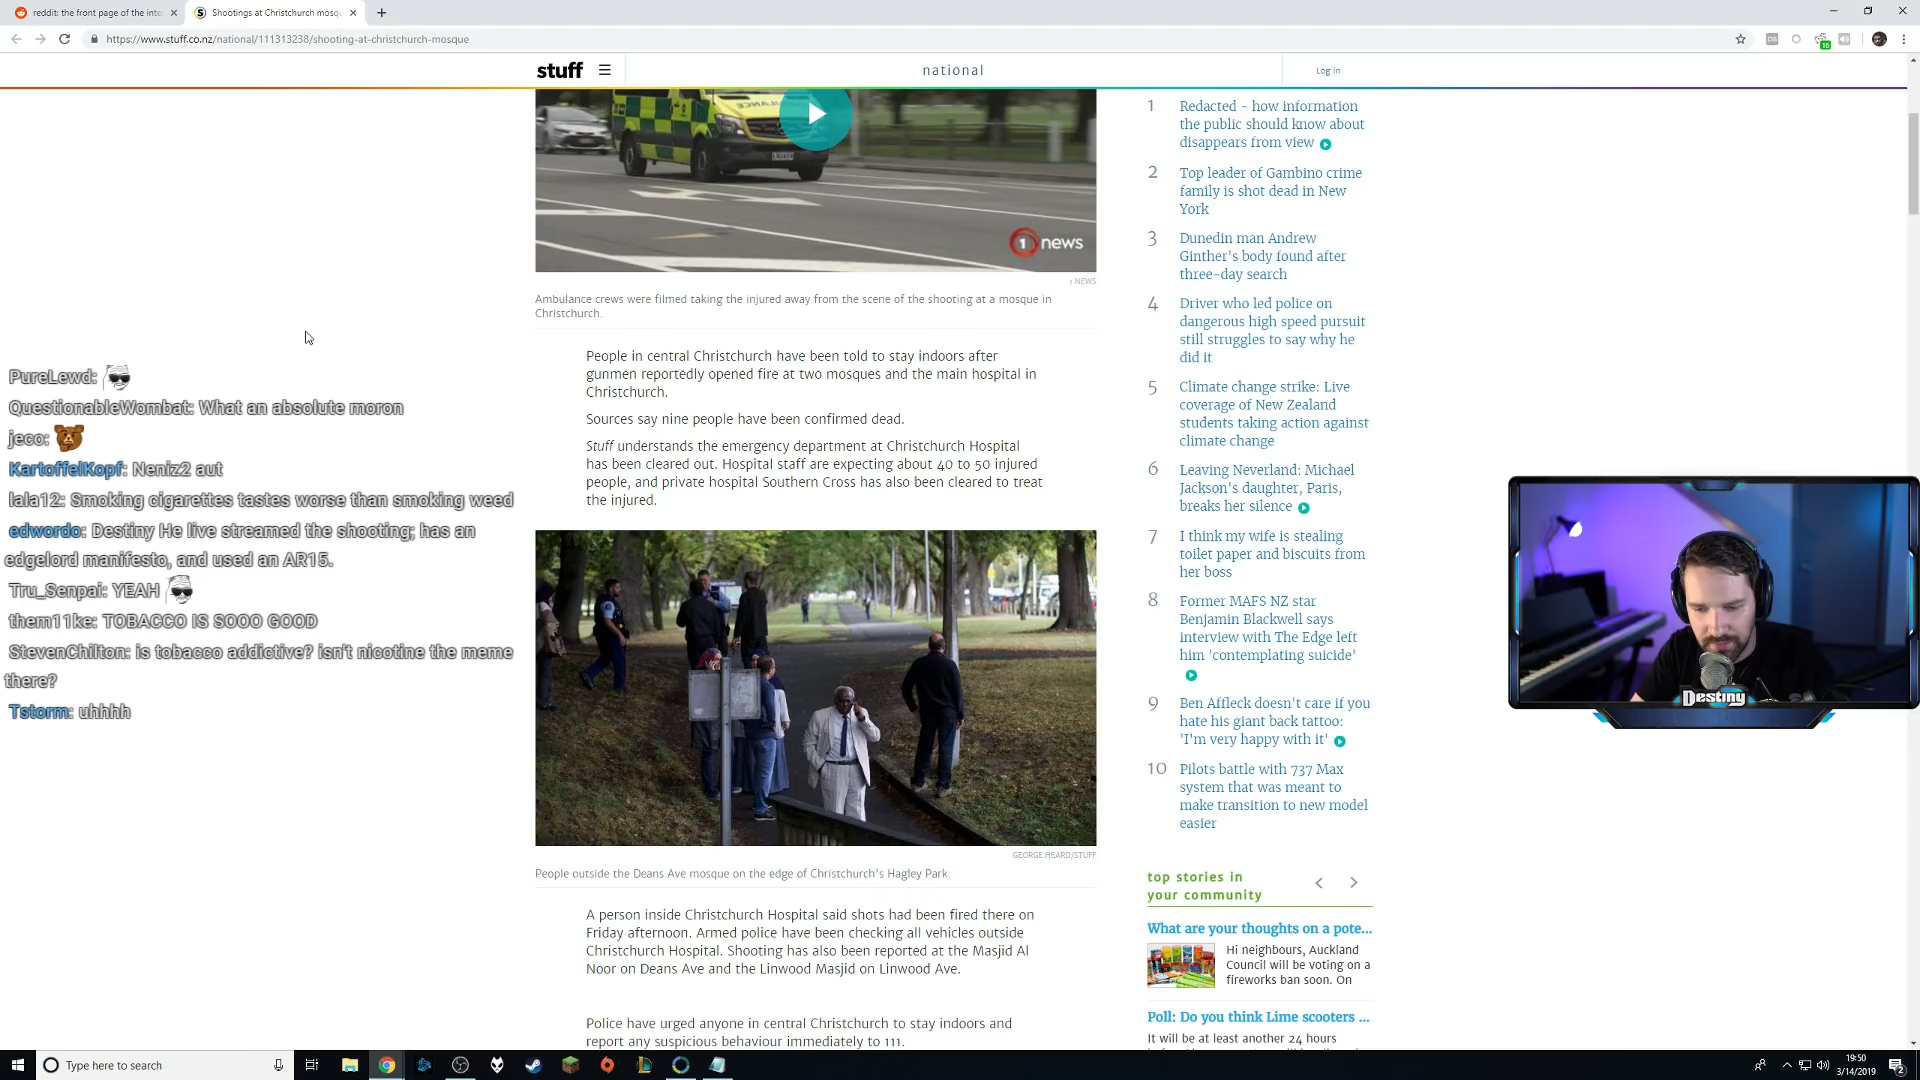 reddit: the front page of the inte
Shootings at Christchurch mosqu
https://www.stuff.co.nz/national/111313238/shooting-at-christchurch-mosque
stuff
national
Log in
1 news
1 NEWS
Ambulance crews were filmed taking the injured away from the scene of the shooting at a mosque in
Christchurch.
People in central Christchurch have been told to stay indoors after
gunmen reportedly opened fire at two mosques and the main hospital in
Christchurch.
Sources say nine people have been confirmed dead.
Stuff understands the emergency department at Christchurch Hospital
has been cleared out. Hospital staff are expecting about 40 to 50 injured
people, and private hospital Southern Cross has also been cleared to treat
the injured.
GEORGE HEARD/STUFF
People outside the Deans Ave mosque on the edge of Christchurch's Hagley Park.
A person inside Christchurch Hospital said shots had been fired there on
Friday afternoon. Armed police have been checking all vehicles outside
Christchurch Hospital. Shooting has also been reported at the Masjid Al
Noor on Deans Ave and the Linwood Masjid on Linwood Ave.
Police have urged anyone in central Christchurch to stay indoors and
report any suspicious behaviour immediately to 111.
1 Redacted - how information
the public should know about
disappears from view
2 Top leader of Gambino crime
family is shot dead in New
York
3 Dunedin man Andrew
Ginther's body found after
three-day search
4 Driver who led police on
dangerous high speed pursuit
still struggles to say why he
did it
5 Climate change strike: Live
coverage of New Zealand
students taking action against
climate change
6 Leaving Neverland: Michael
Jackson's daughter, Paris,
breaks her silence
7 I think my wife is stealing
toilet paper and biscuits from
her boss
8 Former MAFS NZ star
Benjamin Blackwell says
interview with The Edge left
him 'contemplating suicide'
9 Ben Affleck doesn't care if you
hate his giant back tattoo:
'I'm very happy with it'
10 Pilots battle with 737 Max
system that was meant to
make transition to new model
easier
top stories in
your community
What are your thoughts on a pote...
Hi neighbours, Auckland
Council will be voting on a
fireworks ban soon. On
Poll: Do you think Lime scooters ...
It will be at least another 24 hours
PureLewd:
QuestionableWombat: What an absolute moron
jeco:
KartoffelKopf: Neniz2 aut
lala12: Smoking cigarettes tastes worse than smoking weed
edwordo: Destiny He live streamed the shooting; has an
edgelord manifesto, and used an AR15.
Tru_Senpai: YEAH
them11ke: TOBACCO IS SOOO GOOD
StevenChilton: is tobacco addictive? isn't nicotine the meme
there?
Tstorm: uhhhh
Destiny
Type here to search
19:50
3/14/2019